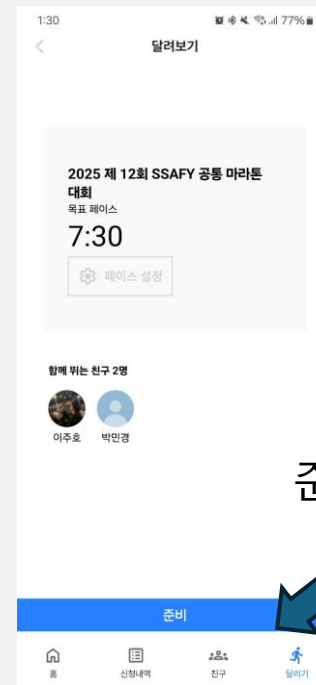 1:30
77%
달려보기
2025 제 12회 SSAFY 공통 마라톤
대회
목표 페이스
7:30
페이스 설정
함께 뛰는 친구 2명
이주호 박민경
준
준비
홈 신청내역 친구 달리기